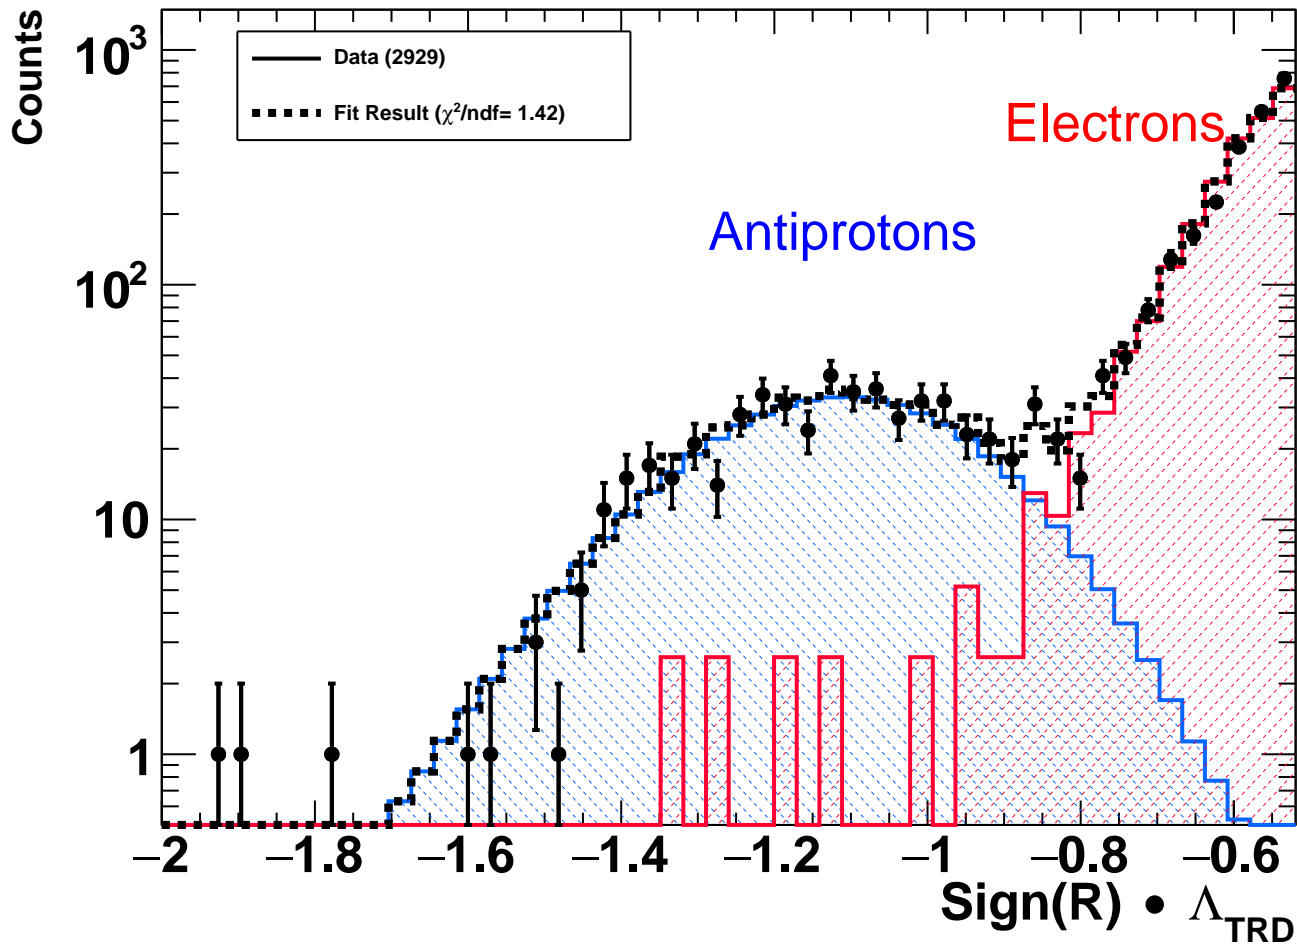 Counts
10³
10²
10
1
Data (2929)
Fit Result (χ²/ndf= 1.42)
Electrons
Antiprotons
−2 −1.8 −1.6 −1.4 −1.2 −1 −0.8 −0.6
Sign(R) • Λ_TRD